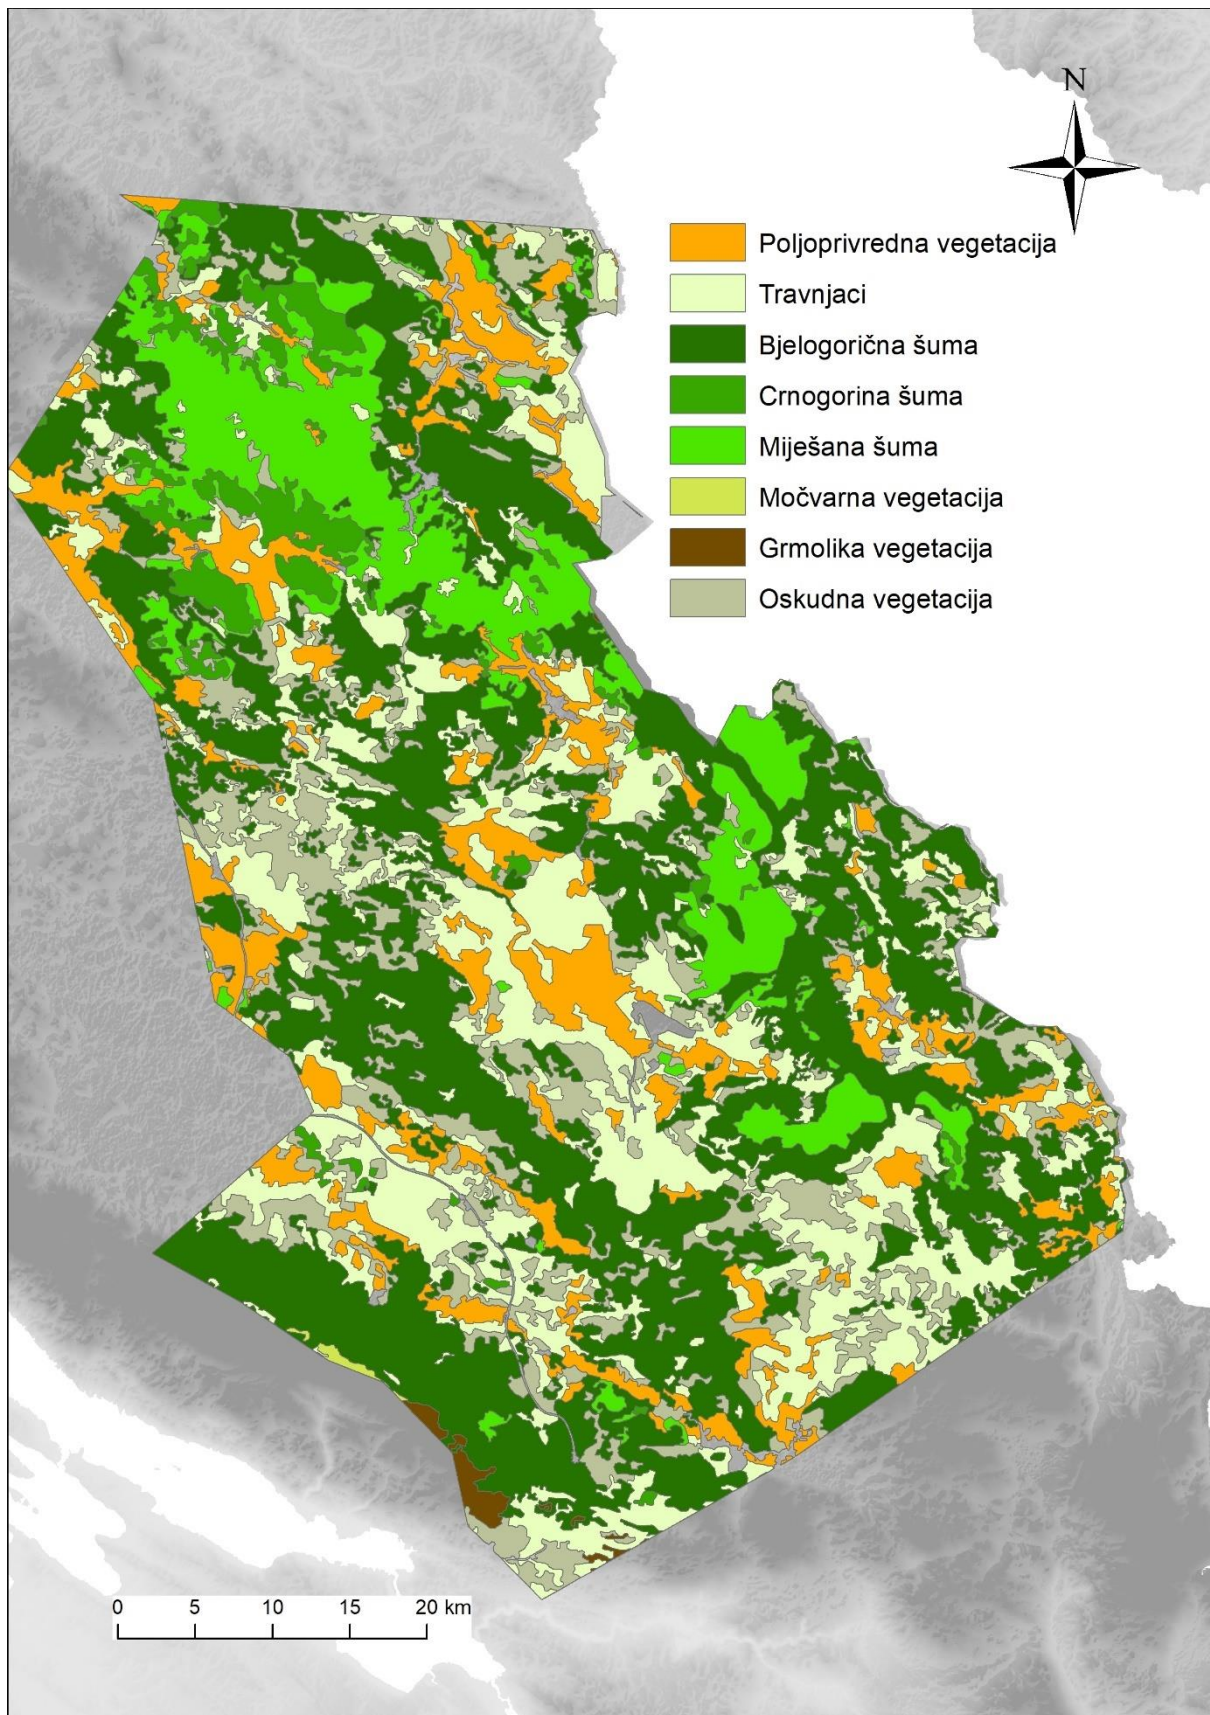 N
Poljoprivredna vegetacija
Travnjaci
Bjelogorična šuma
Crnogorina šuma
Miješana šuma
Močvarna vegetacija
Grmolika vegetacija
Oskudna vegetacija
0 5 10 15 20 km